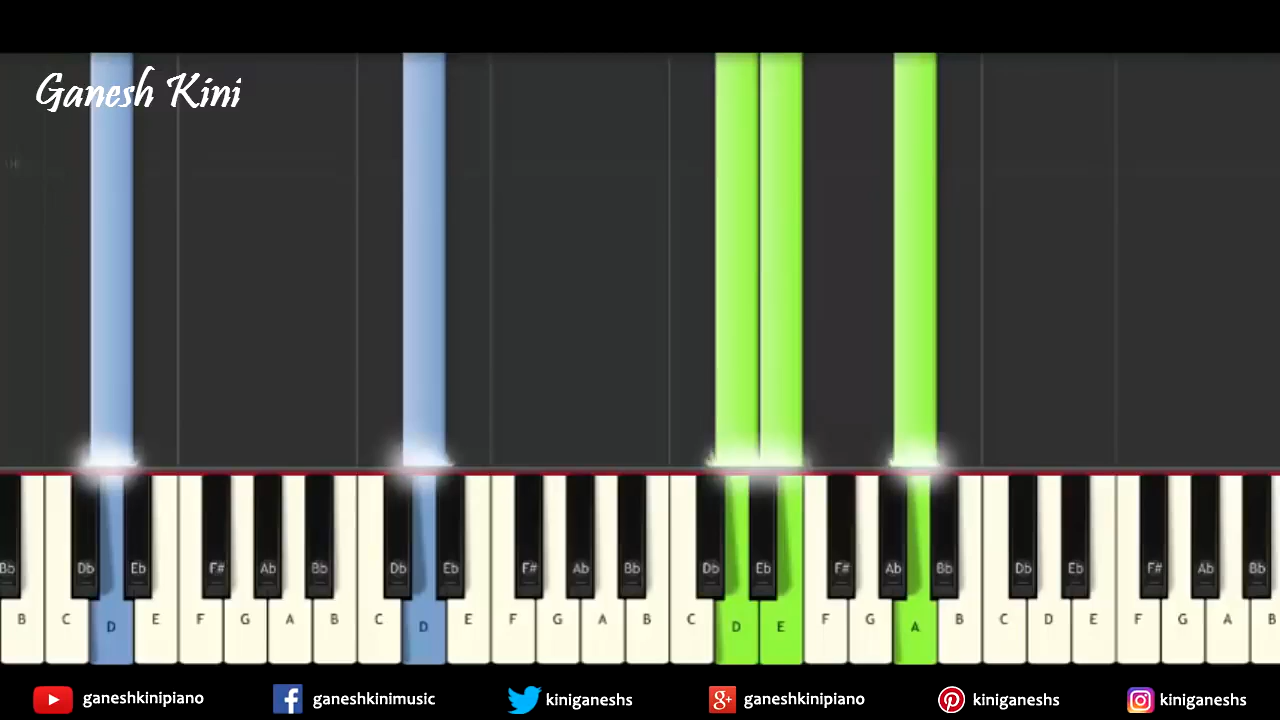 Ganesh Kini
Bb Db Eb F# Ab Bb Db Eb F# Ab Bb Db Eb F# Ab Bb Db Eb F# Ab Bb
B C D E F G A B C D E F G A B C D E F G A B C D E F G A B
ganeshkinipiano ganeshkinimusic kiniganeshs ganeshkinipiano kiniganeshs kiniganeshs